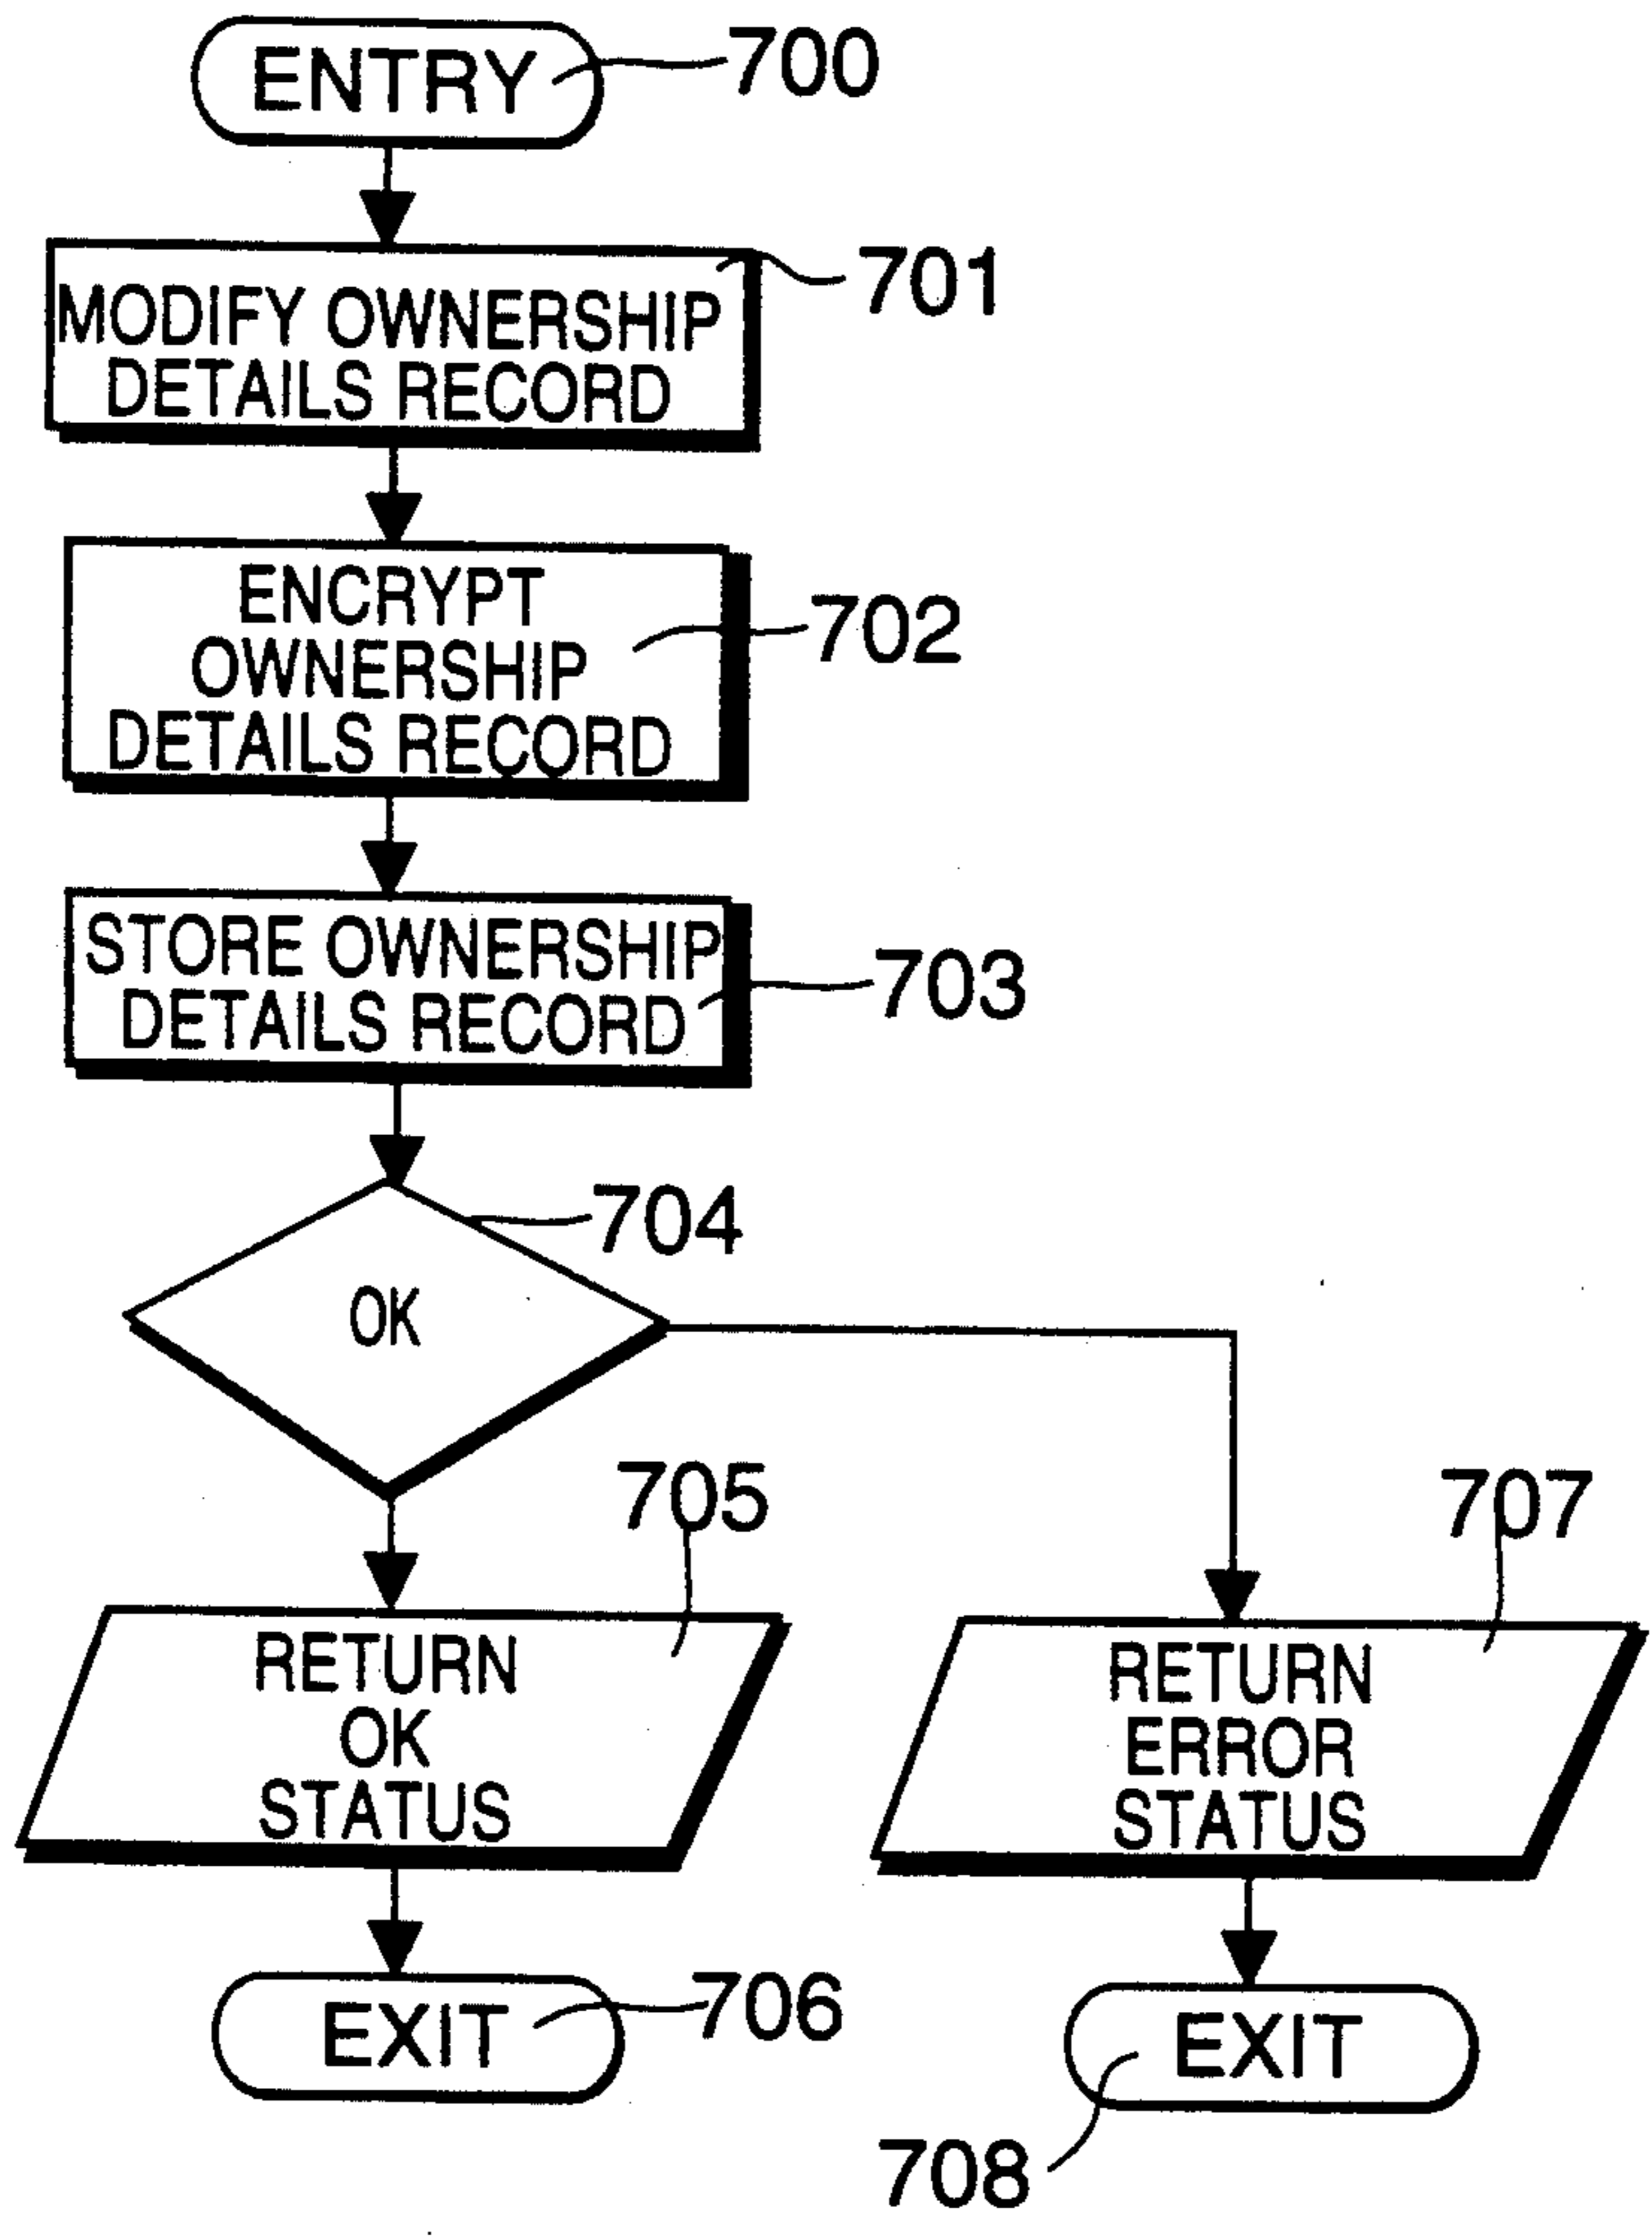 ENTRY
700
MODIFY OWNERSHIP
DETAILS RECORD
701
ENCRYPT
OWNERSHIP
DETAILS RECORD
702
STORE OWNERSHIP
DETAILS RECORD
703
704
OK
705
RETURN
OK
STATUS
707
RETURN
ERROR
STATUS
EXIT
706
EXIT
708